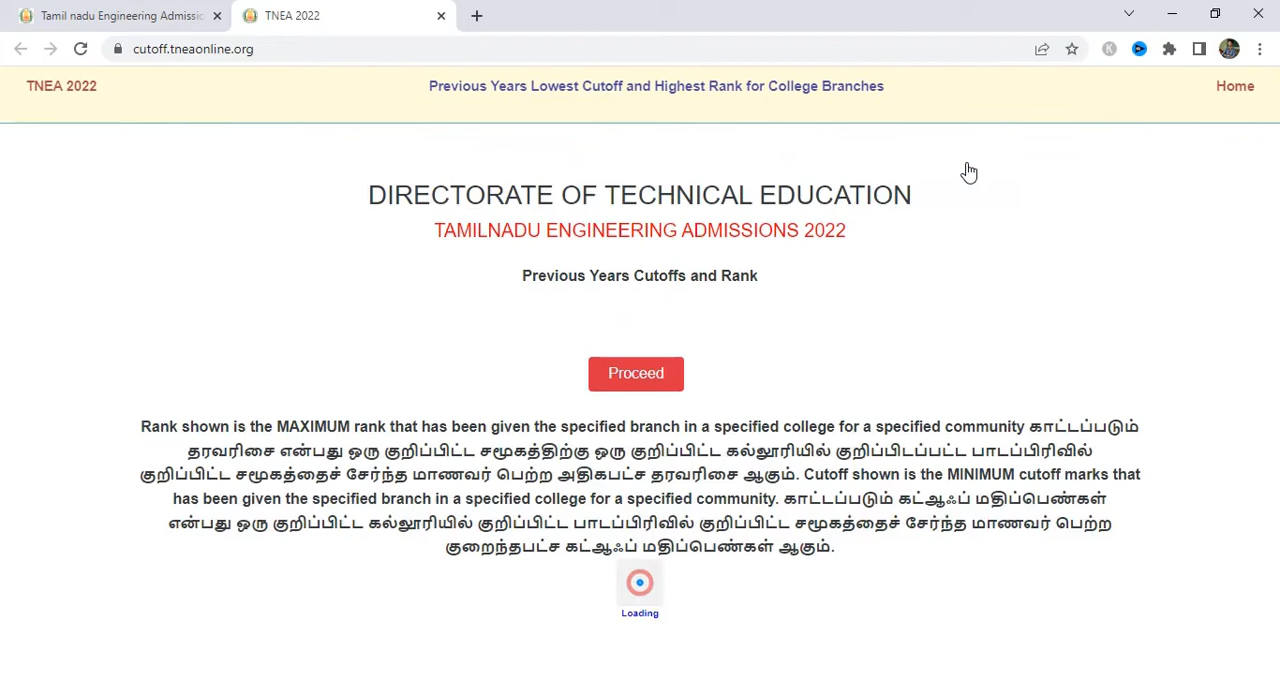 Tamil nadu Engineering Admissic
TNEA 2022
cutoff.tneaonline.org
K
TNEA 2022
Previous Years Lowest Cutoff and Highest Rank for College Branches
Home
DIRECTORATE OF TECHNICAL EDUCATION
TAMILNADU ENGINEERING ADMISSIONS 2022
Previous Years Cutoffs and Rank
Proceed
Rank shown is the MAXIMUM rank that has been given the specified branch in a specified college for a specified community காட்டப்படும்
தரவரிசை என்பது ஒரு குறிப்பிட்ட சமூகத்திற்கு ஒரு குறிப்பிட்ட கல்லூரியில் குறிப்பிடப்பட்ட பாடப்பிரிவில்
குறிப்பிட்ட சமூகத்தைச் சேர்ந்த மாணவர் பெற்ற அதிகபட்ச தரவரிசை ஆகும். Cutoff shown is the MINIMUM cutoff marks that
has been given the specified branch in a specified college for a specified community. காட்டப்படும் கட்ஆஃப் மதிப்பெண்கள்
என்பது ஒரு குறிப்பிட்ட கல்லூரியில் குறிப்பிட்ட பாடப்பிரிவில் குறிப்பிட்ட சமூகத்தைச் சேர்ந்த மாணவர் பெற்ற
குறைந்தபட்ச கட்ஆஃப் மதிப்பெண்கள் ஆகும்.
Loading